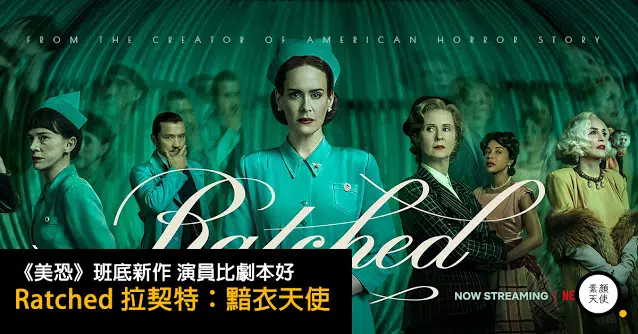 FROM THE CREATOR OF AMERICAN HORROR STORY
Ratched
《美恐》班底新作 演員比劇本好
Ratched 拉契特：黯衣天使
NOW STREAMING | NE
素顏
天使